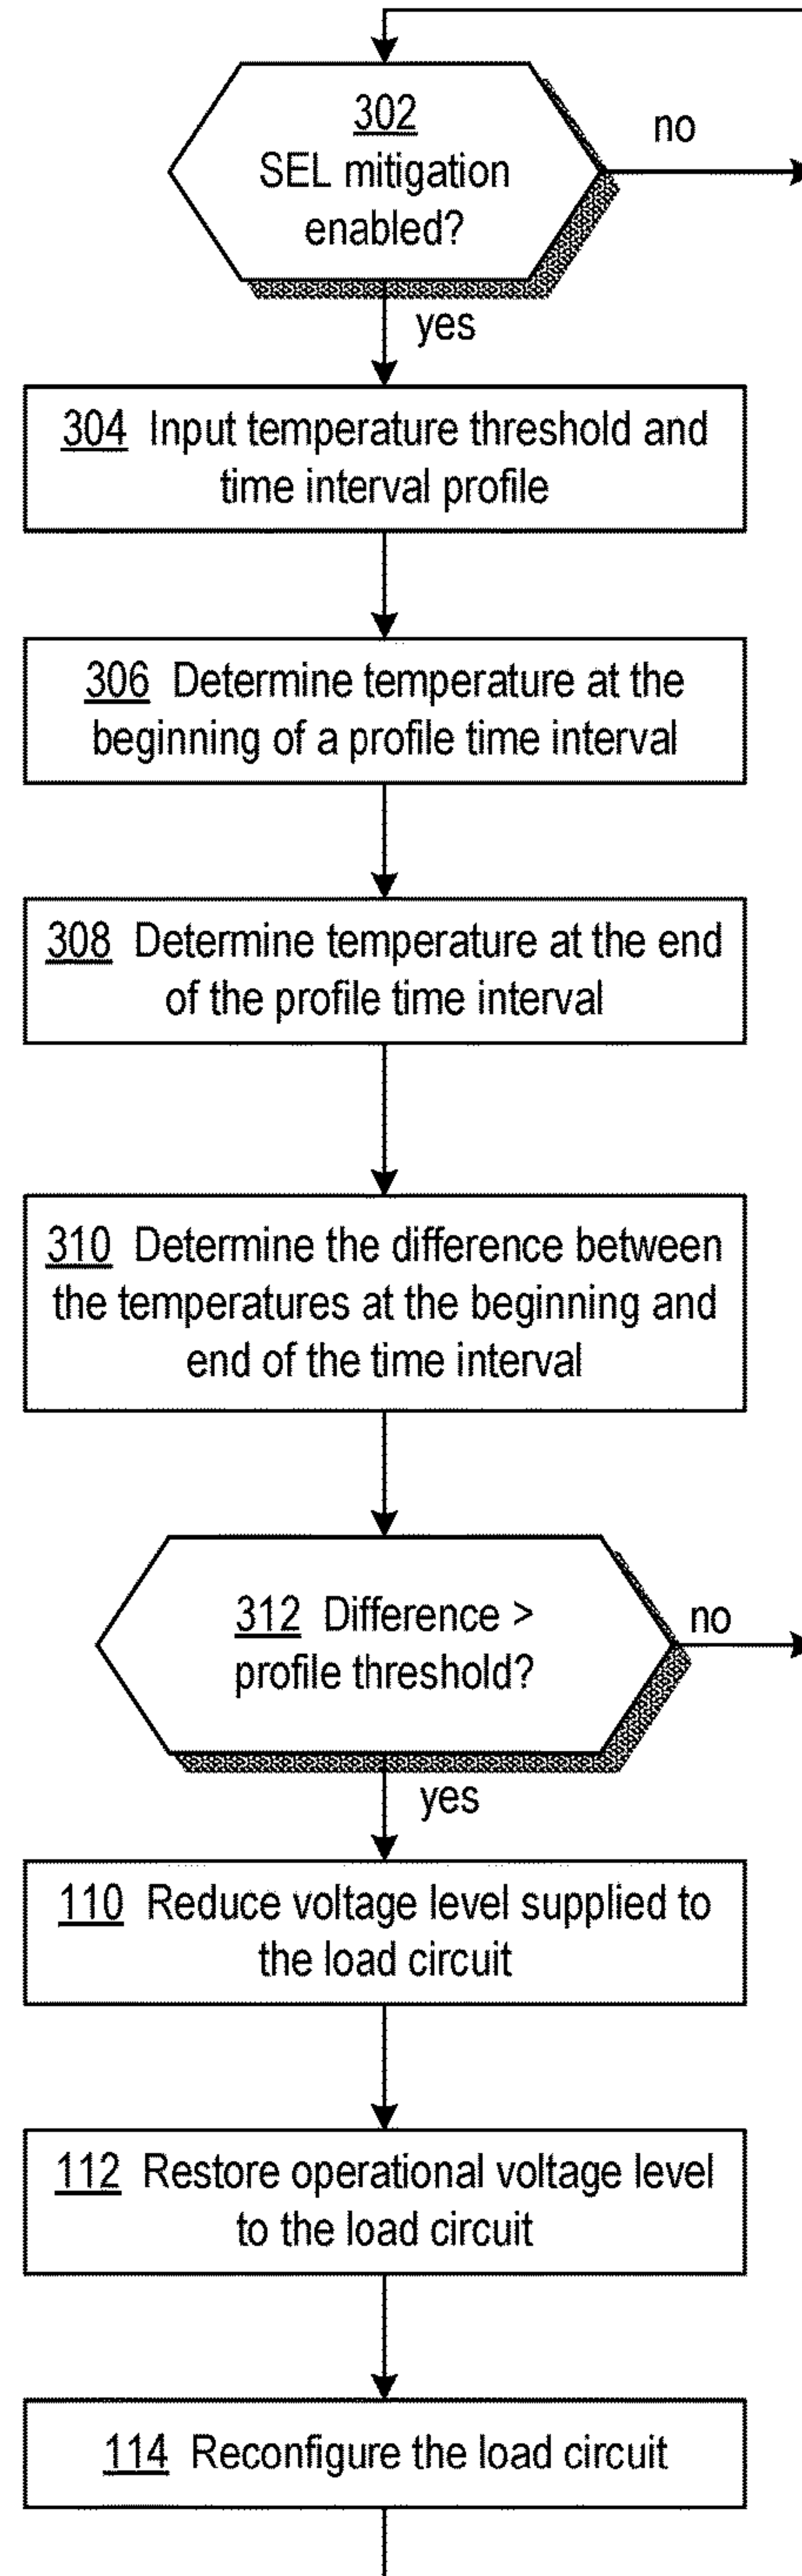 302
SEL mitigation
enabled?
no
yes
304 Input temperature threshold and
time interval profile
306 Determine temperature at the
beginning of a profile time interval
308 Determine temperature at the end
of the profile time interval
310 Determine the difference between
the temperatures at the beginning and
end of the time interval
312 Difference >
profile threshold?
no
yes
110 Reduce voltage level supplied to
the load circuit
112 Restore operational voltage level
to the load circuit
114 Reconfigure the load circuit